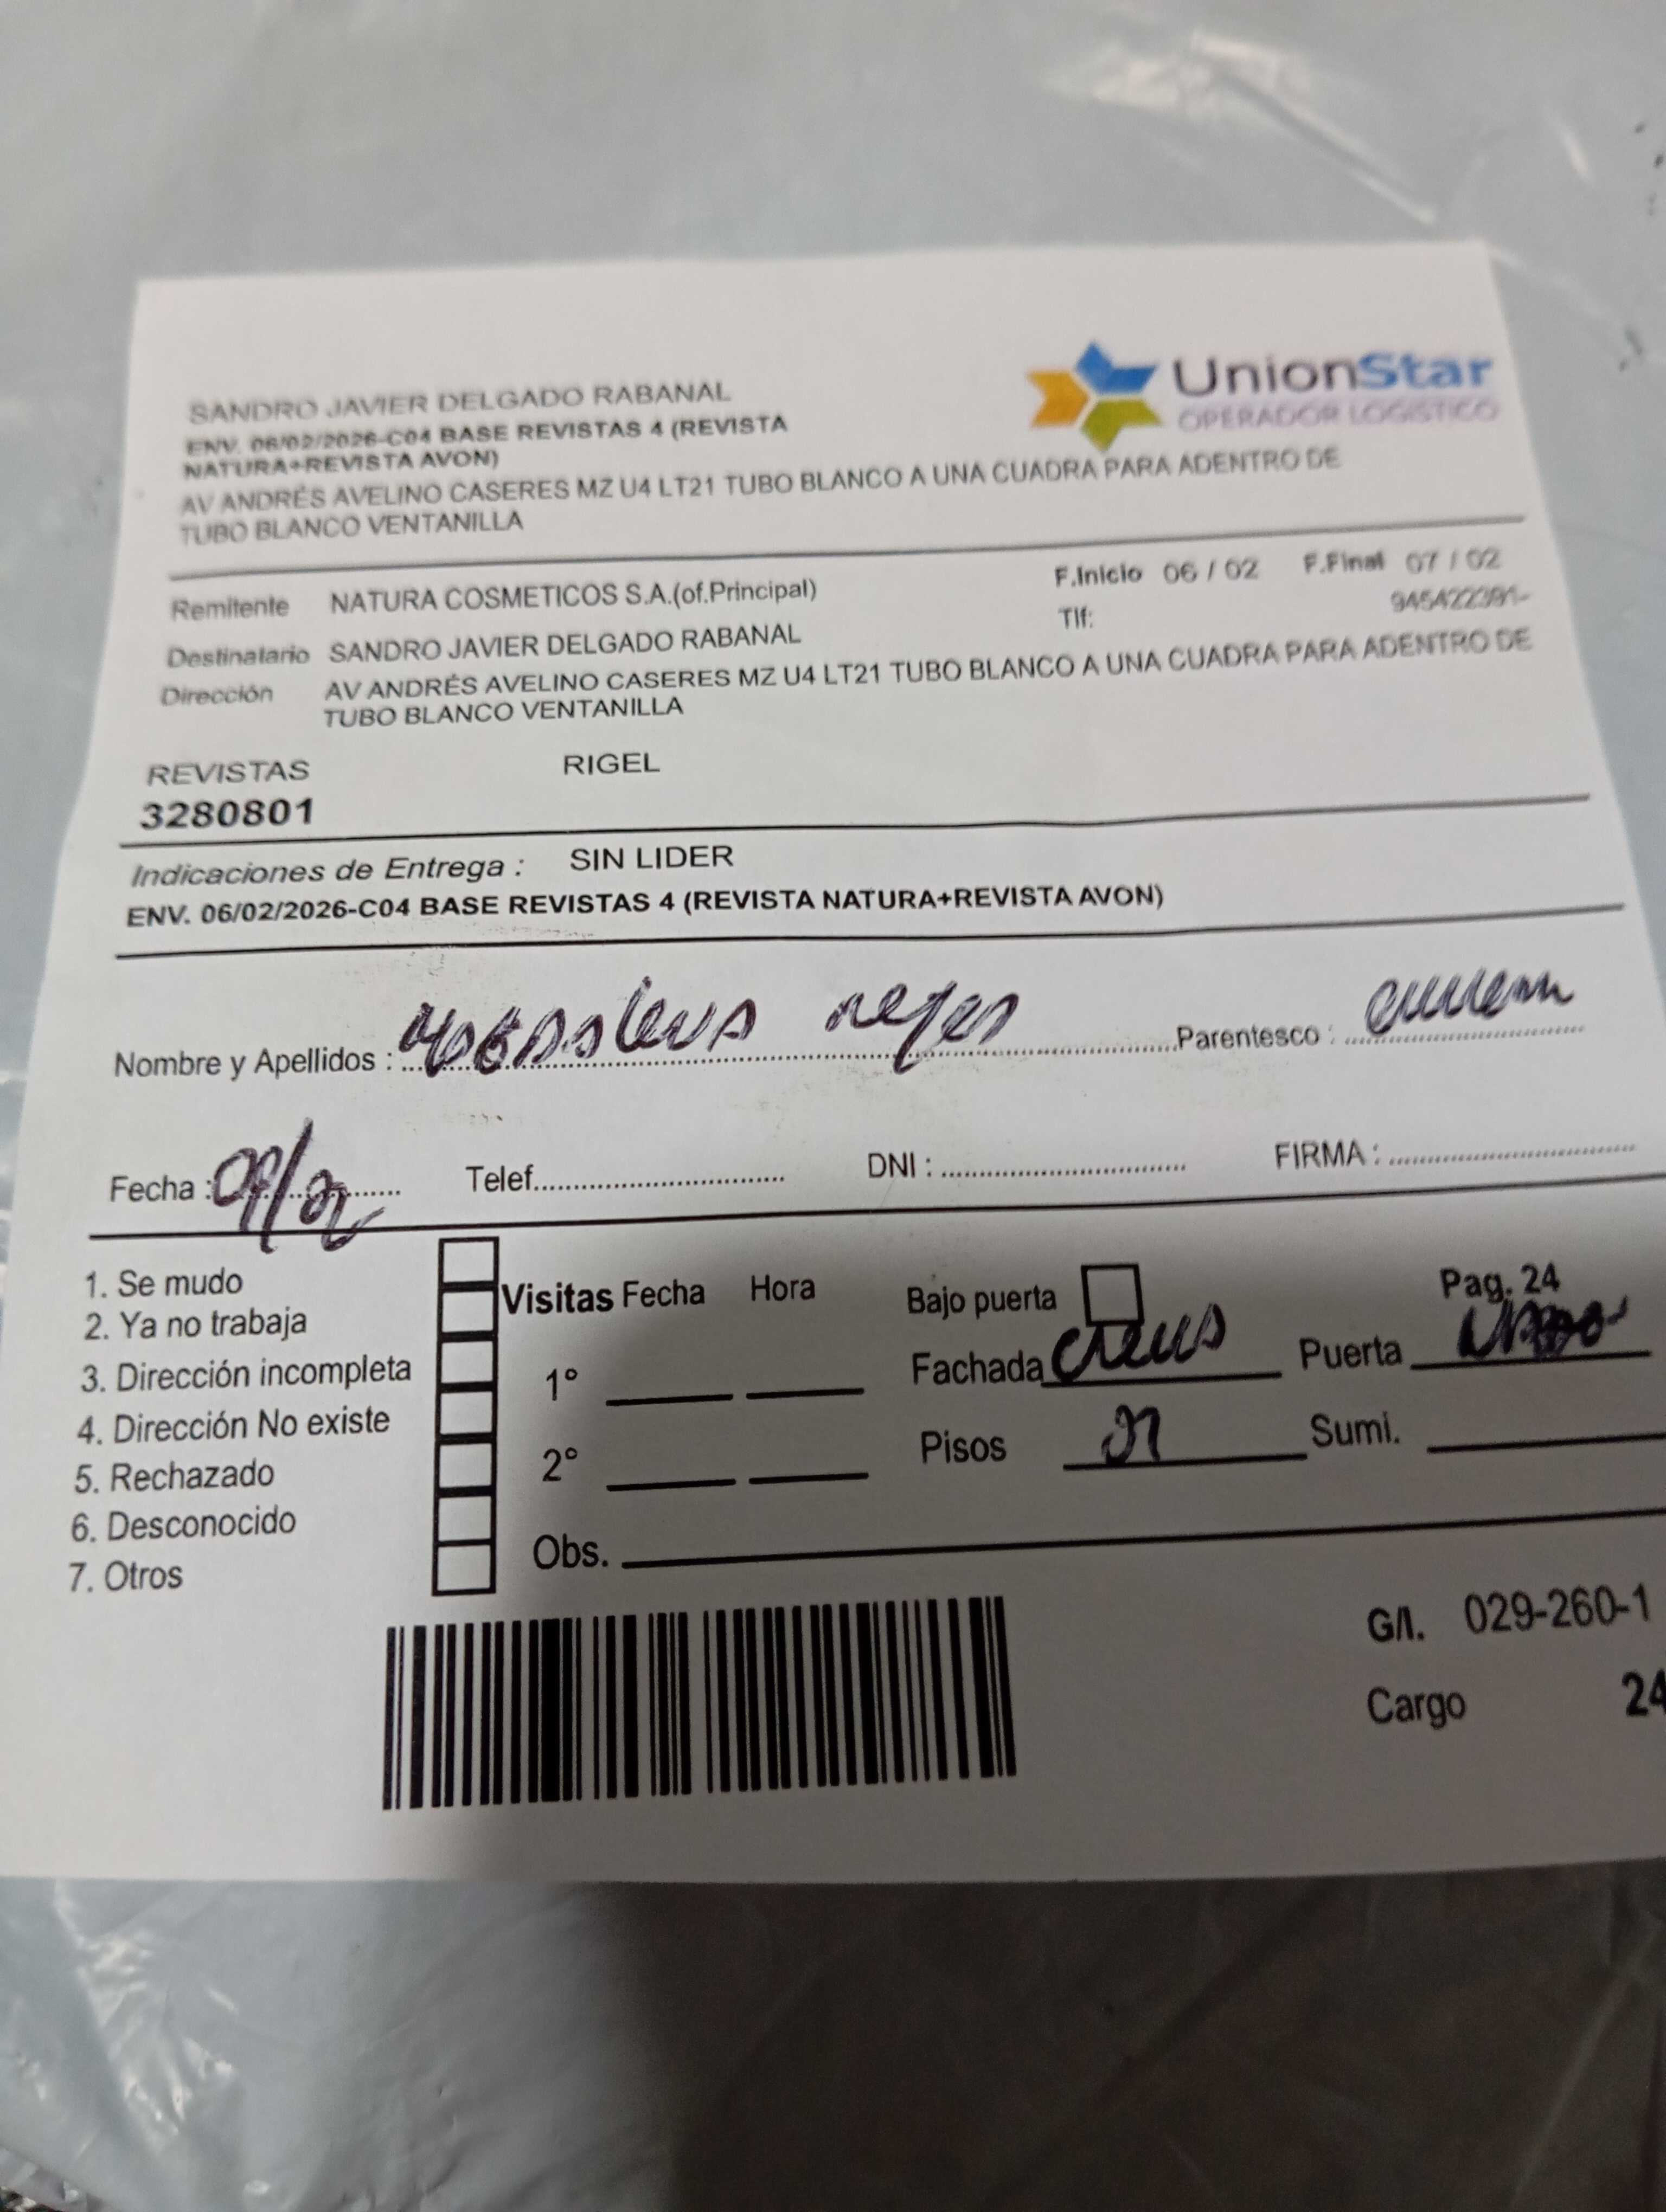 SANDRO JAVIER DELGADO RABANAL
ENV. 06/02/2026-C04 BASE REVISTAS 4 (REVISTA
NATURA+REVISTA AVON)
AV ANDRÉS AVELINO CASERES MZ U4 LT21 TUBO BLANCO A UNA CUADRA PARA ADENTRO DE
TUBO BLANCO VENTANILLA
UnionStar
OPERADOR LOGÍSTICO
Remitente NATURA COSMETICOS S.A.(of.Principal)
F.Inicio 06 / 02 F.Final 07 / 02
Tlf:
Destinatario SANDRO JAVIER DELGADO RABANAL
Dirección AV ANDRÉS AVELINO CASERES MZ U4 LT21 TUBO BLANCO A UNA CUADRA PARA ADENTRO DE
TUBO BLANCO VENTANILLA
REVISTAS RIGEL
3280801
Indicaciones de Entrega : SIN LIDER
ENV. 06/02/2026-C04 BASE REVISTAS 4 (REVISTA NATURA+REVISTA AVON)
Nombre y Apellidos : Parentesco :
Fecha : Telef. DNI : FIRMA :
1. Se mudo
2. Ya no trabaja
3. Dirección incompleta
4. Dirección No existe
5. Rechazado
6. Desconocido
7. Otros
Visitas Fecha Hora
1°
2°
Obs.
Bajo puerta Pag. 24
Fachada Puerta
Pisos Sumi.
G/I. 029-260-1
Cargo 24